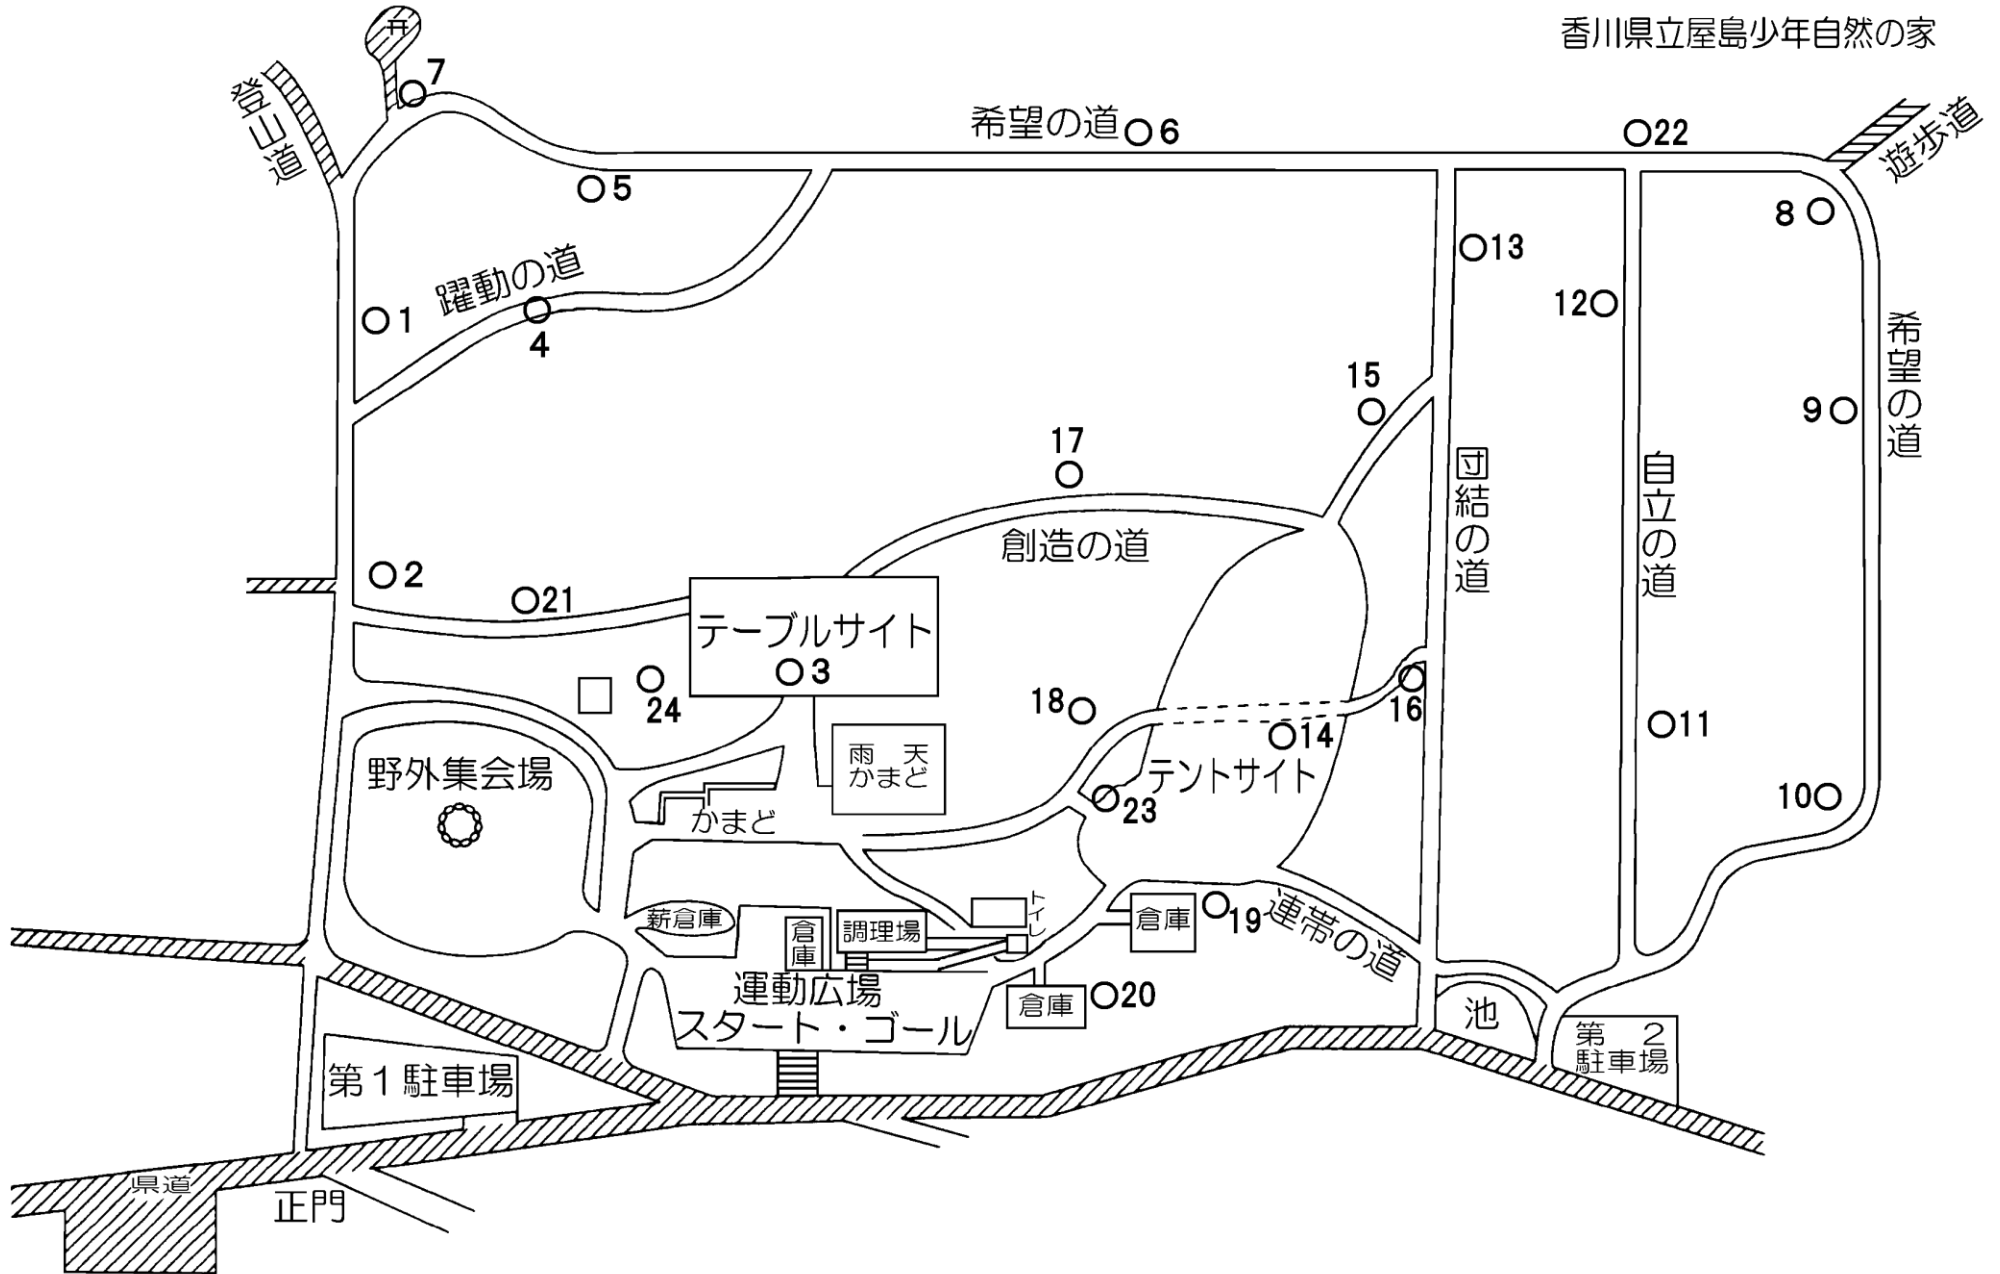 香川県立屋島少年自然の家
登山道
7
希望の道
6
22
遊歩道
5
8
13
躍動の道
12
1
4
希望の道
15
9
17
団結の道
自立の道
創造の道
2
21
テーブルサイト
3
24
18
16
14
11
雨 天
かまど
野外集会場
テントサイト
23
10
かまど
トイレ
薪倉庫
倉庫
調理場
倉庫
19
連帯の道
運動広場
倉庫
20
池
スタート・ゴール
第 2
駐車場
第1駐車場
県道
正門